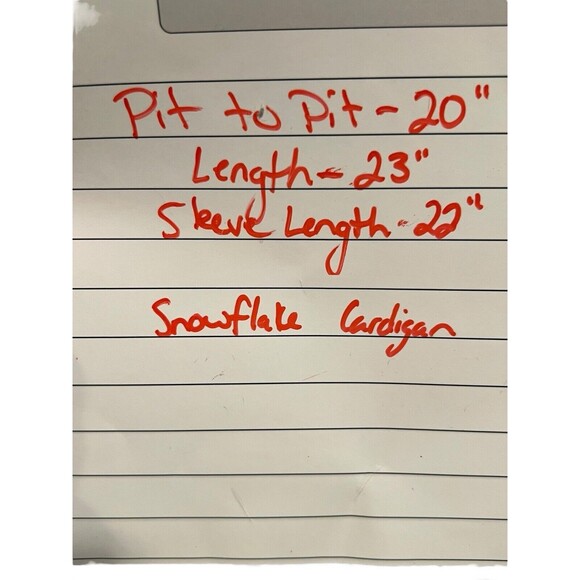 Pit to Pit - 20"
Length - 23"
Sleeve Length - 22"
Snowflake Cardigan